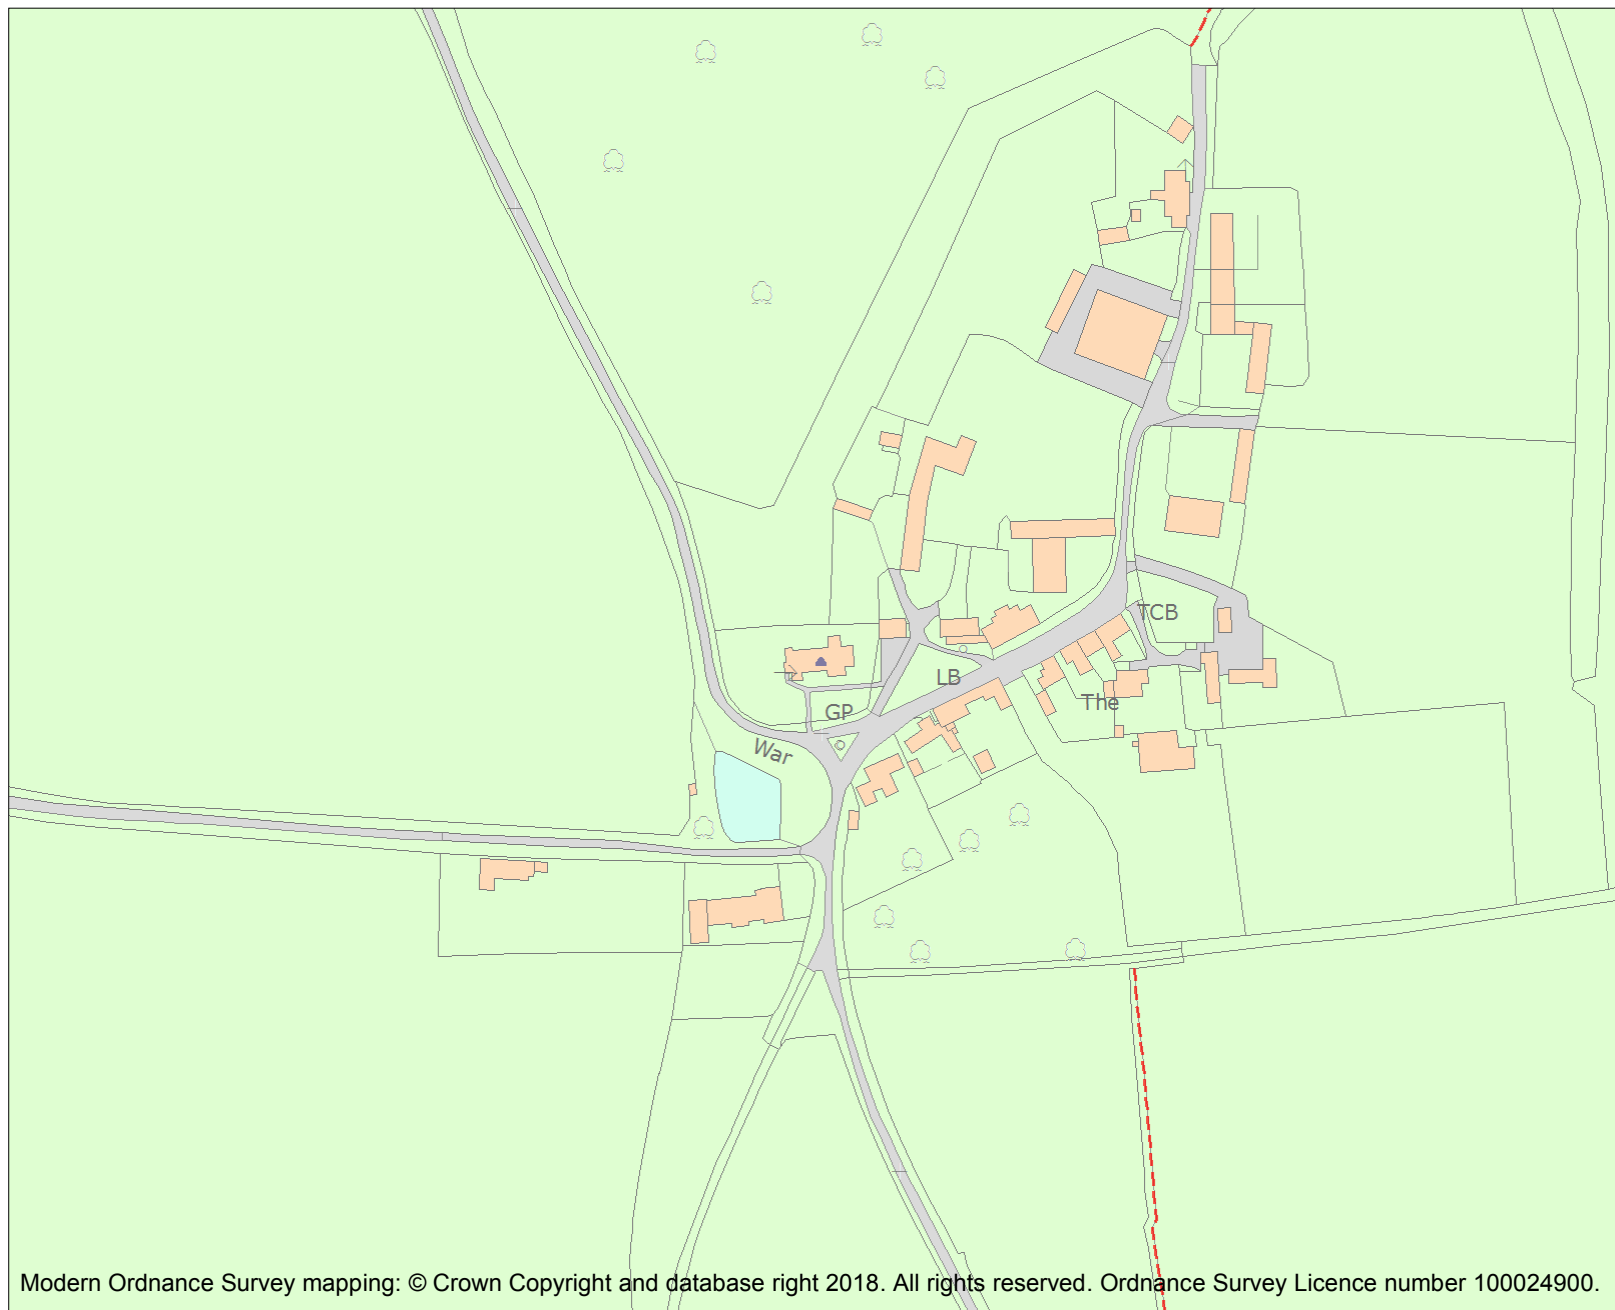 TCB
LB
The
GP
War
Modern Ordnance Survey mapping: © Crown Copyright and database right 2018. All rights reserved. Ordnance Survey Licence number 100024900.